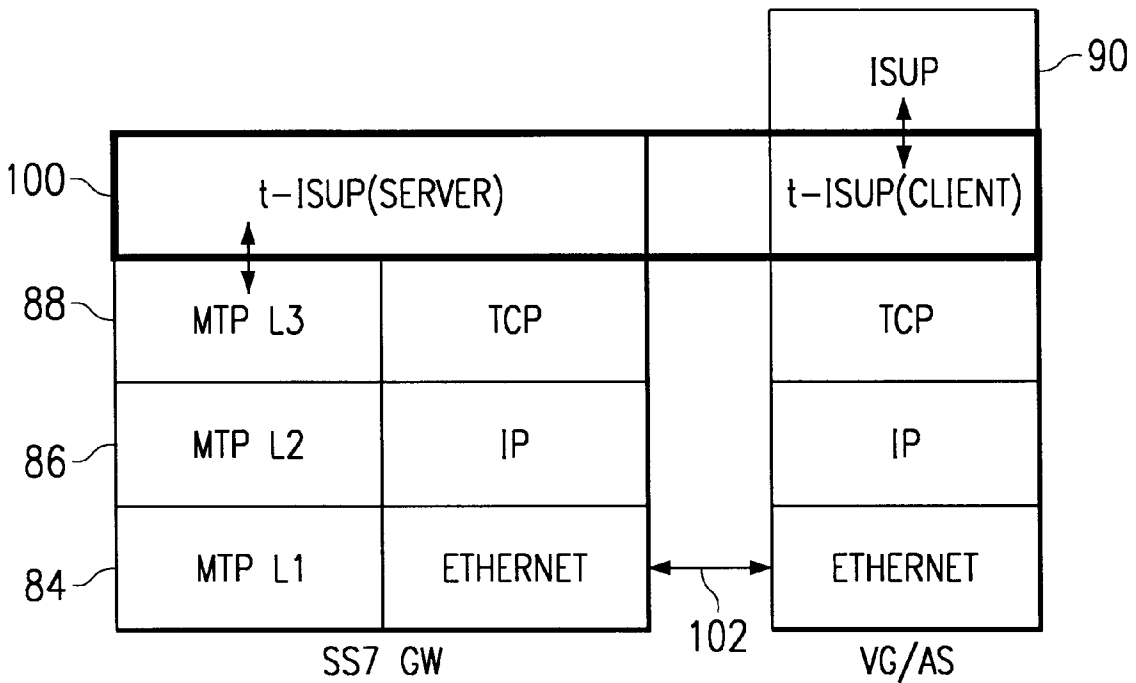 ISUP
90
100
t-ISUP(SERVER)
t-ISUP(CLIENT)
88
MTP L3
TCP
TCP
86
MTP L2
IP
IP
84
MTP L1
ETHERNET
ETHERNET
102
SS7 GW
VG/AS